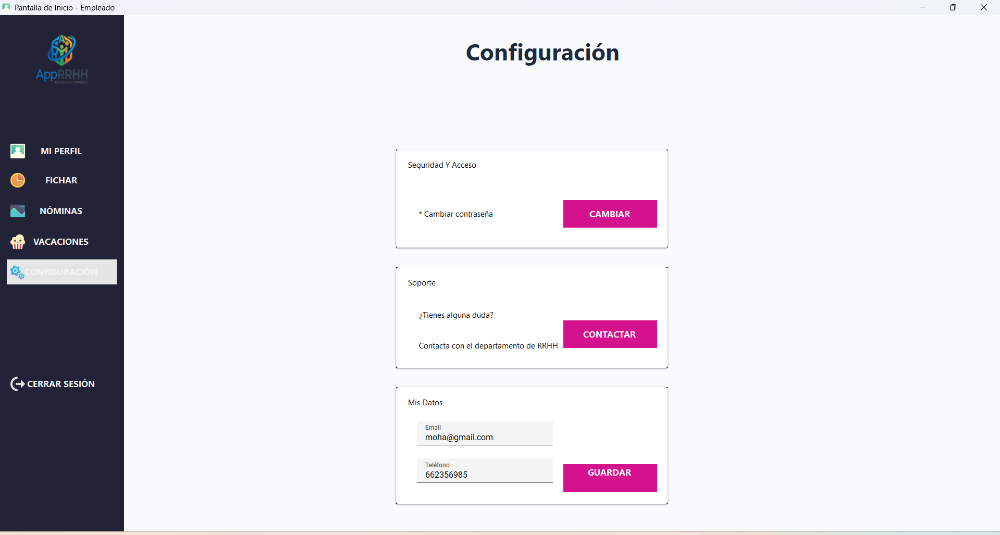 Pantalla de Inicio - Empleado
AppRRHH
RECURSOS HUMANOS
MI PERFIL
FICHAR
NÓMINAS
VACACIONES
CONFIGURACIÓN
CERRAR SESIÓN
Configuración
Seguridad Y Acceso
* Cambiar contraseña
CAMBIAR
Soporte
¿Tienes alguna duda?
CONTACTAR
Contacta con el departamento de RRHH
Mis Datos
Email
moha@gmail.com
Teléfono
662356985
GUARDAR